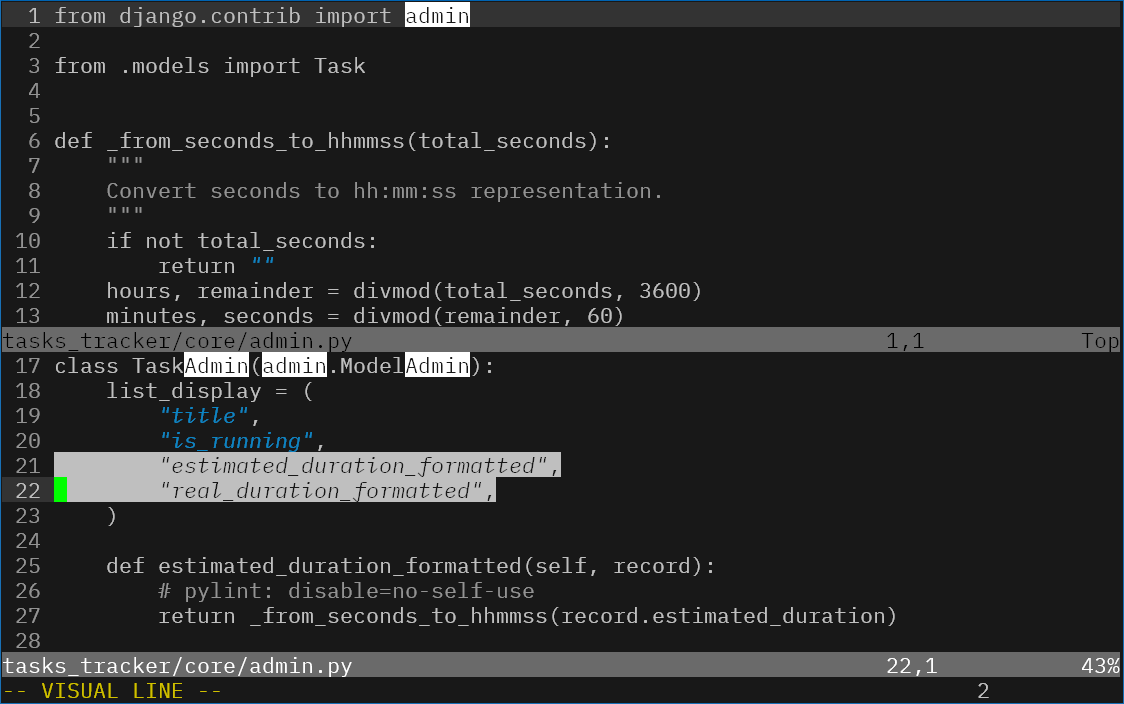 1 from django.contrib import admin
2
3 from .models import Task
4
5
6 def _from_seconds_to_hhmmss(total_seconds):
7     """
8     Convert seconds to hh:mm:ss representation.
9     """
10     if not total_seconds:
11         return ""
12     hours, remainder = divmod(total_seconds, 3600)
13     minutes, seconds = divmod(remainder, 60)
tasks_tracker/core/admin.py 1,1 Top
17 class TaskAdmin(admin.ModelAdmin):
18     list_display = (
19         "title",
20         "is_running",
21         "estimated_duration_formatted",
22         "real_duration_formatted",
23     )
24
25     def estimated_duration_formatted(self, record):
26         # pylint: disable=no-self-use
27         return _from_seconds_to_hhmmss(record.estimated_duration)
28
tasks_tracker/core/admin.py 22,1 43%
-- VISUAL LINE -- 2